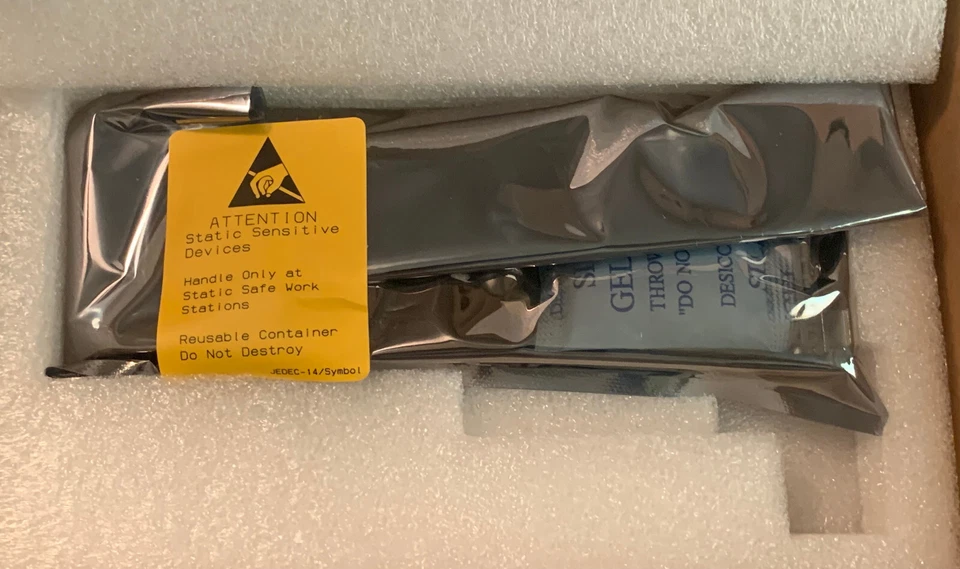 ATTENTION
Static Sensitive
Devices
Handle Only at
Static Safe Work
Stations
Reusable Container
Do Not Destroy
JEDEC-14/Symbol
GEL
THROW
"DO NO
DESICC